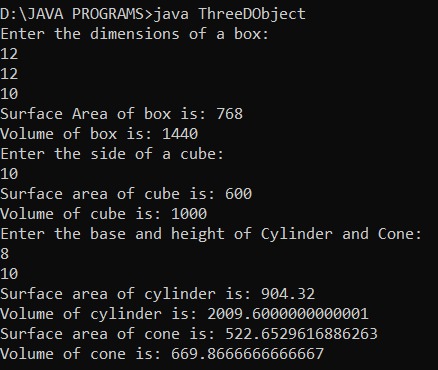 D:\JAVA PROGRAMS>java ThreeDObject
Enter the dimensions of a box:
12
12
10
Surface Area of box is: 768
Volume of box is: 1440
Enter the side of a cube:
10
Surface area of cube is: 600
Volume of cube is: 1000
Enter the base and height of Cylinder and Cone:
8
10
Surface area of cylinder is: 904.32
Volume of cylinder is: 2009.6000000000001
Surface area of cone is: 522.6529616886263
Volume of cone is: 669.8666666666667